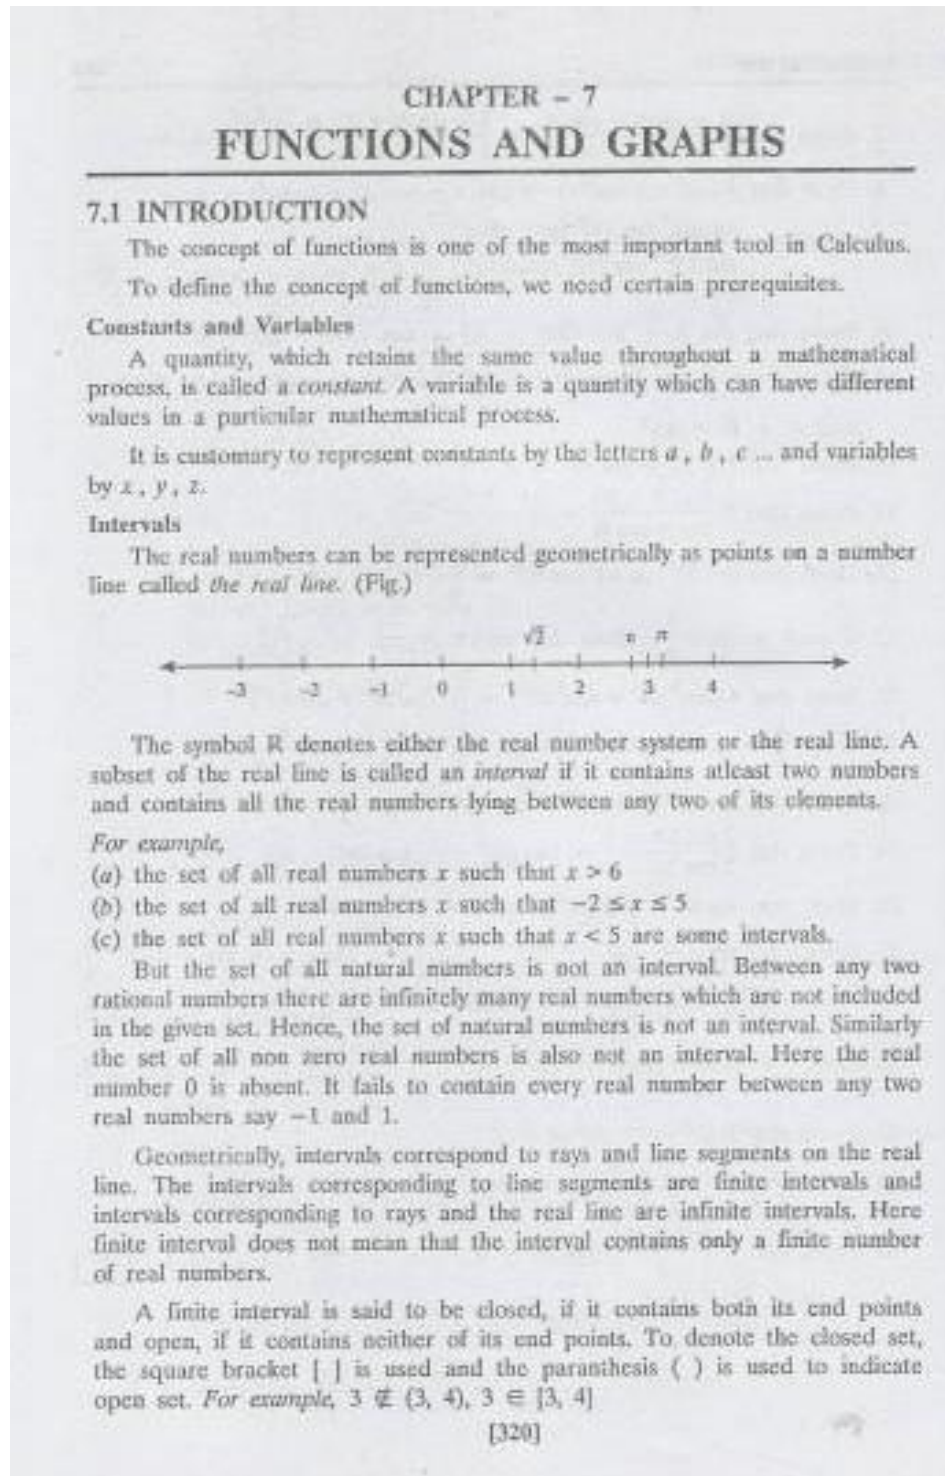 CHAPTER – 7
FUNCTIONS AND GRAPHS
7.1 INTRODUCTION
The concept of functions is one of the most important tool in Calculus.
To define the concept of functions, we need certain prerequisites.
Constants and Variables
A quantity, which retains the same value throughout a mathematical
process, is called a constant. A variable is a quantity which can have different
values in a particular mathematical process.
It is customary to represent constants by the letters a , b , c ... and variables
by x , y , z.
Intervals
The real numbers can be represented geometrically as points on a number
line called the real line. (Fig.)
√2 e π
-3 -2 -1 0 1 2 3 4
The symbol R denotes either the real number system or the real line. A
subset of the real line is called an interval if it contains atleast two numbers
and contains all the real numbers lying between any two of its elements.
For example,
(a) the set of all real numbers x such that x > 6
(b) the set of all real numbers x such that −2 ≤ x ≤ 5
(c) the set of all real numbers x such that x < 5 are some intervals.
But the set of all natural numbers is not an interval. Between any two
rational numbers there are infinitely many real numbers which are not included
in the given set. Hence, the set of natural numbers is not an interval. Similarly
the set of all non zero real numbers is also not an interval. Here the real
number 0 is absent. It fails to contain every real number between any two
real numbers say −1 and 1.
Geometrically, intervals correspond to rays and line segments on the real
line. The intervals corresponding to line segments are finite intervals and
intervals corresponding to rays and the real line are infinite intervals. Here
finite interval does not mean that the interval contains only a finite number
of real numbers.
A finite interval is said to be closed, if it contains both its end points
and open, if it contains neither of its end points. To denote the closed set,
the square bracket [ ] is used and the paranthesis ( ) is used to indicate
open set. For example, 3 ∉ (3, 4), 3 ∈ [3, 4]
[320]